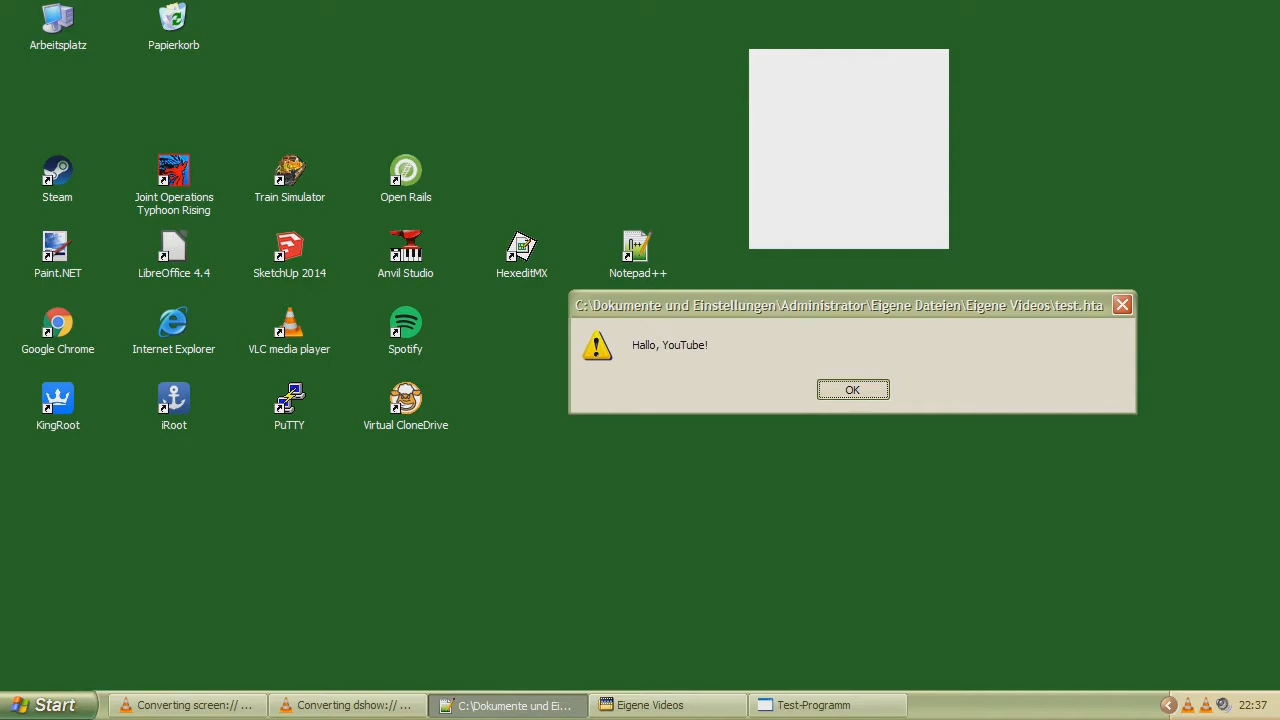 Arbeitsplatz
Papierkorb
Steam
Joint Operations
Typhoon Rising
Train Simulator
Open Rails
Paint.NET
LibreOffice 4.4
SketchUp 2014
Anvil Studio
HexeditMX
Notepad++
C:\Dokumente und Einstellungen\Administrator\Eigene Dateien\Eigene Videos\test.hta
Hallo, YouTube!
OK
Google Chrome
Internet Explorer
VLC media player
Spotify
KingRoot
iRoot
PuTTY
Virtual CloneDrive
Start
Converting screen:// ...
Converting dshow:// ...
C:\Dokumente und Ei...
Eigene Videos
Test-Programm
22:37